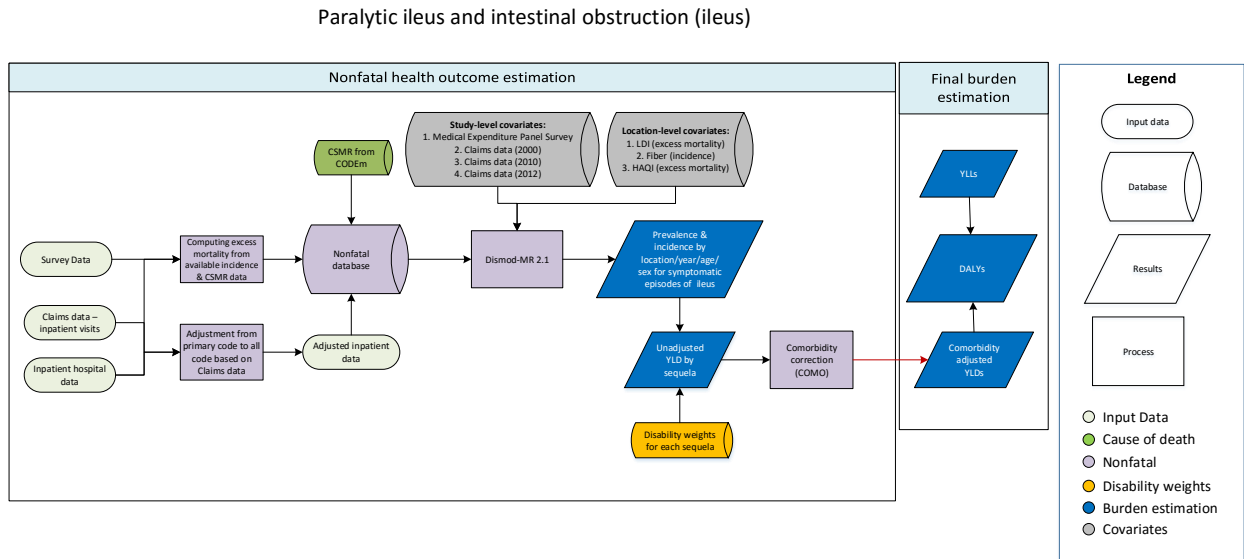 Paralytic ileus and intestinal obstruction (ileus)
Nonfatal health outcome estimation
Final burden
estimation
Legend
Input data
Database
Results
Process
Input Data
Cause of death
Nonfatal
Disability weights
Burden estimation
Covariates
CSMR from
CODEm
Study-level covariates:
1. Medical Expenditure Panel Survey
2. Claims data (2000)
3. Claims data (2010)
4. Claims data (2012)
Location-level covariates:
1. LDI (excess mortality)
2. Fiber (incidence)
3. HAQI (excess mortality)
Survey Data
Claims data –
inpatient visits
Inpatient hospital
data
Computing excess
mortality from
available incidence
& CSMR data
Adjustment from
primary code to all
code based on
Claims data
Nonfatal
database
Adjusted inpatient
data
Dismod-MR 2.1
Prevalence &
incidence by
location/year/age/
sex for symptomatic
episodes of ileus
Unadjusted
YLD by
sequela
Disability weights
for each sequela
Comorbidity
correction
(COMO)
YLLs
DALYs
Comorbidity
adjusted
YLDs